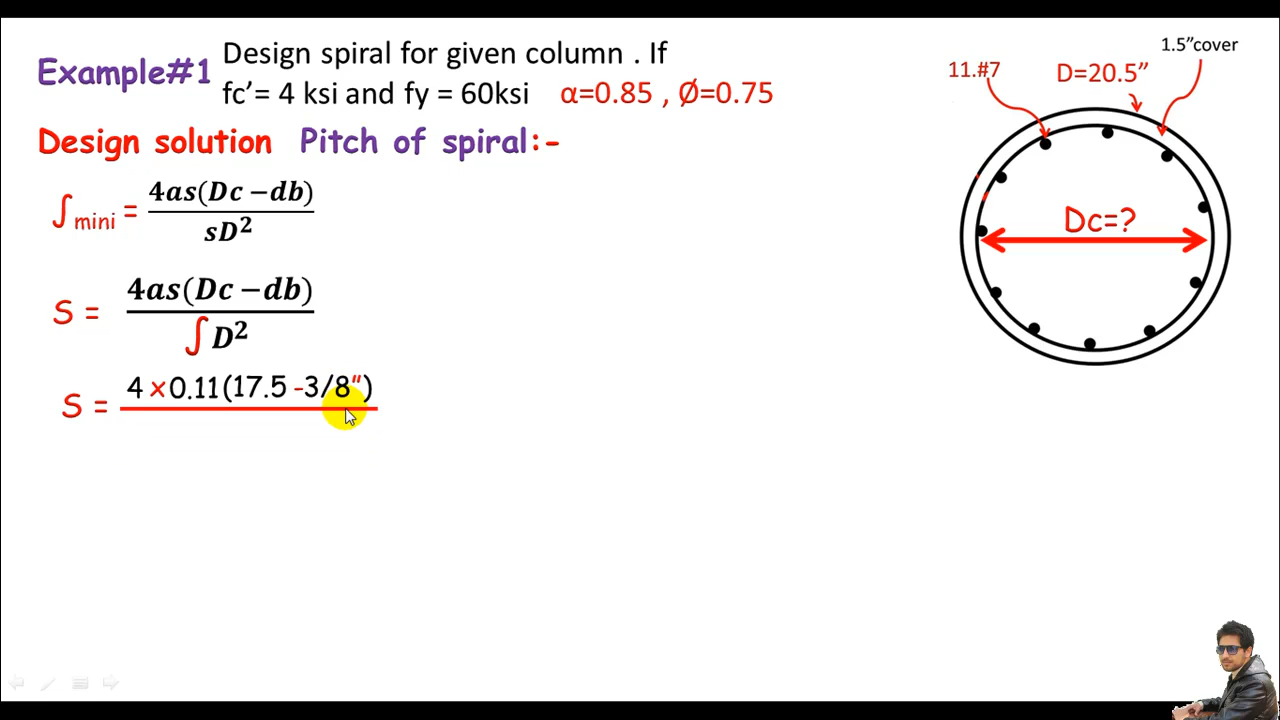 Example#1 Design spiral for given column . If
fc’= 4 ksi and fy = 60ksi α=0.85 , Ø=0.75
Design solution Pitch of spiral:-
∫mini = 4as(Dc −db) / sD²
S = 4as(Dc −db) / ∫D²
S = 4 x0.11(17.5 -3/8″)
1.5”cover
11.#7 D=20.5”
Dc=?